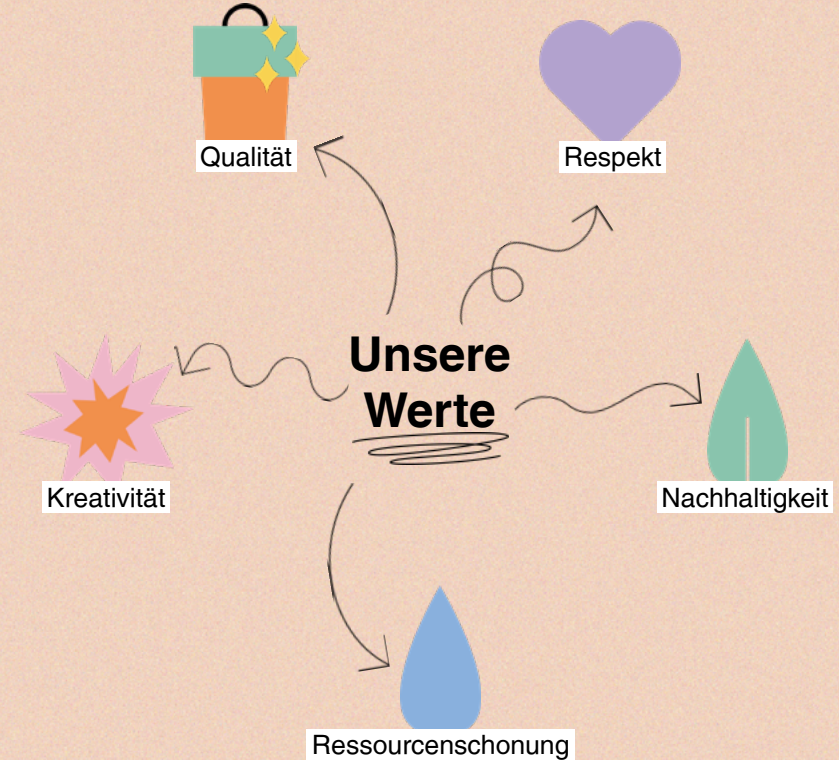 Qualität
Respekt
Unsere
Werte
Kreativität
Nachhaltigkeit
Ressourcenschonung